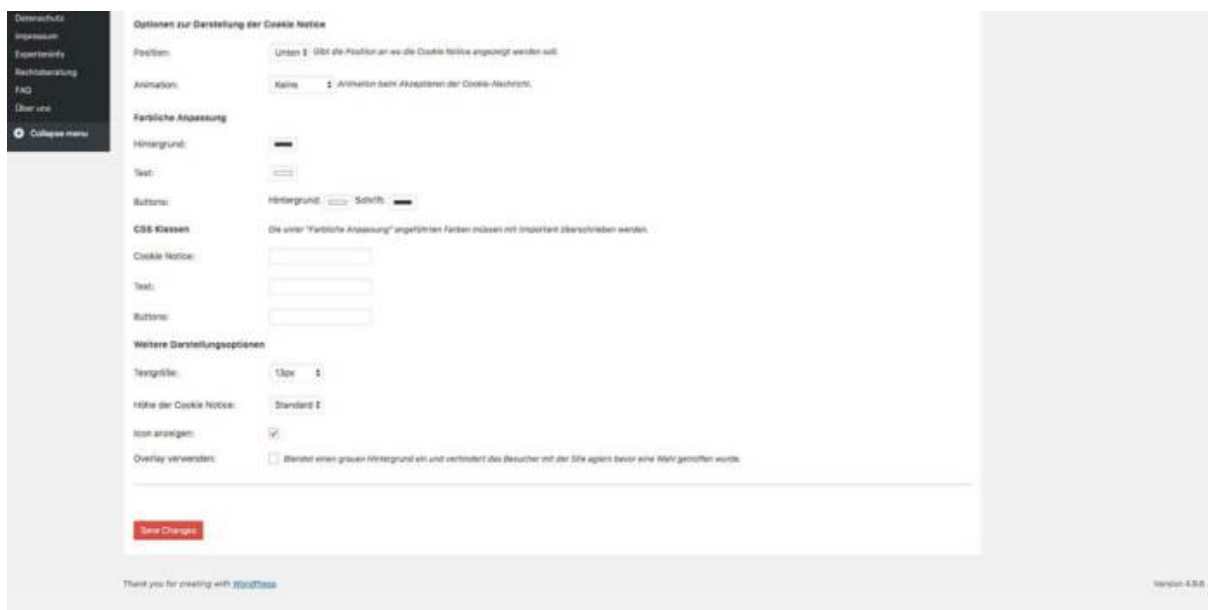 Datenschutz
Impressum
Experteninfo
Rechtsberatung
FAQ
Über uns
Collapse menu
Optionen zur Darstellung der Cookie Notice
Position: Unten Gibt die Position an wo die Cookie Notice angezeigt werden soll.
Animation: Keine Animation beim Akzeptieren der Cookie-Nachricht.
Farbliche Anpassung
Hintergrund:
Text:
Buttons: Hintergrund: Schrift:
CSS Klassen Die unter "Farbliche Anpassung" angeführten Farben müssen mit !important überschrieben werden.
Cookie Notice:
Text:
Buttons:
Weitere Darstellungsoptionen
Textgröße: 13px
Höhe der Cookie Notice: Standard
Icon anzeigen:
Overlay verwenden: Blendet einen grauen Hintergrund ein und verhindert das Besucher mit der Site agiert bevor eine Wahl getroffen wurde.
Save Changes
Thank you for creating with WordPress.
Version 4.9.8